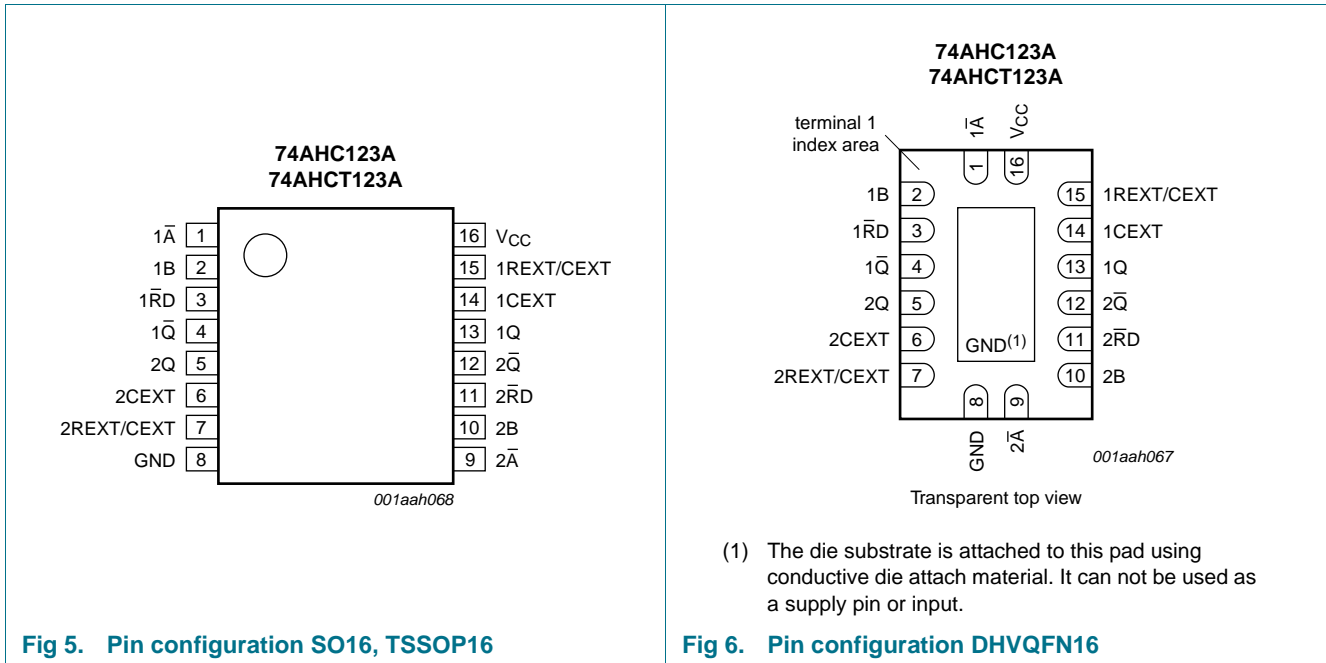 74AHC123A
74AHCT123A
1A̅ 1
1B 2
1R̅D 3
1Q̅ 4
2Q 5
2CEXT 6
2REXT/CEXT 7
GND 8
16 VCC
15 1REXT/CEXT
14 1CEXT
13 1Q
12 2Q̅
11 2R̅D
10 2B
9 2A̅
001aah068
Fig 5. Pin configuration SO16, TSSOP16
74AHC123A
74AHCT123A
terminal 1
index area
1A̅ 1
VCC 16
1B 2
1R̅D 3
1Q̅ 4
2Q 5
2CEXT 6
2REXT/CEXT 7
15 1REXT/CEXT
14 1CEXT
13 1Q
12 2Q̅
11 2R̅D
10 2B
GND(1)
8 GND
9 2A̅
001aah067
Transparent top view
(1) The die substrate is attached to this pad using
conductive die attach material. It can not be used as
a supply pin or input.
Fig 6. Pin configuration DHVQFN16